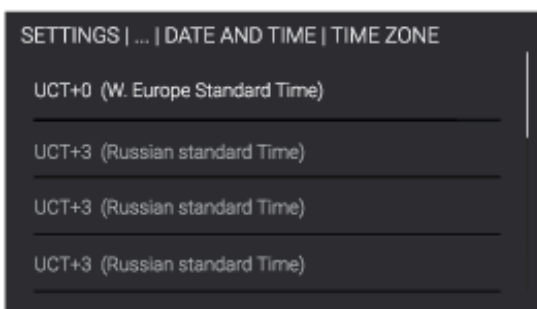 SETTINGS | ... | DATE AND TIME | TIME ZONE
UCT+0 (W. Europe Standard Time)
UCT+3 (Russian standard Time)
UCT+3 (Russian standard Time)
UCT+3 (Russian standard Time)